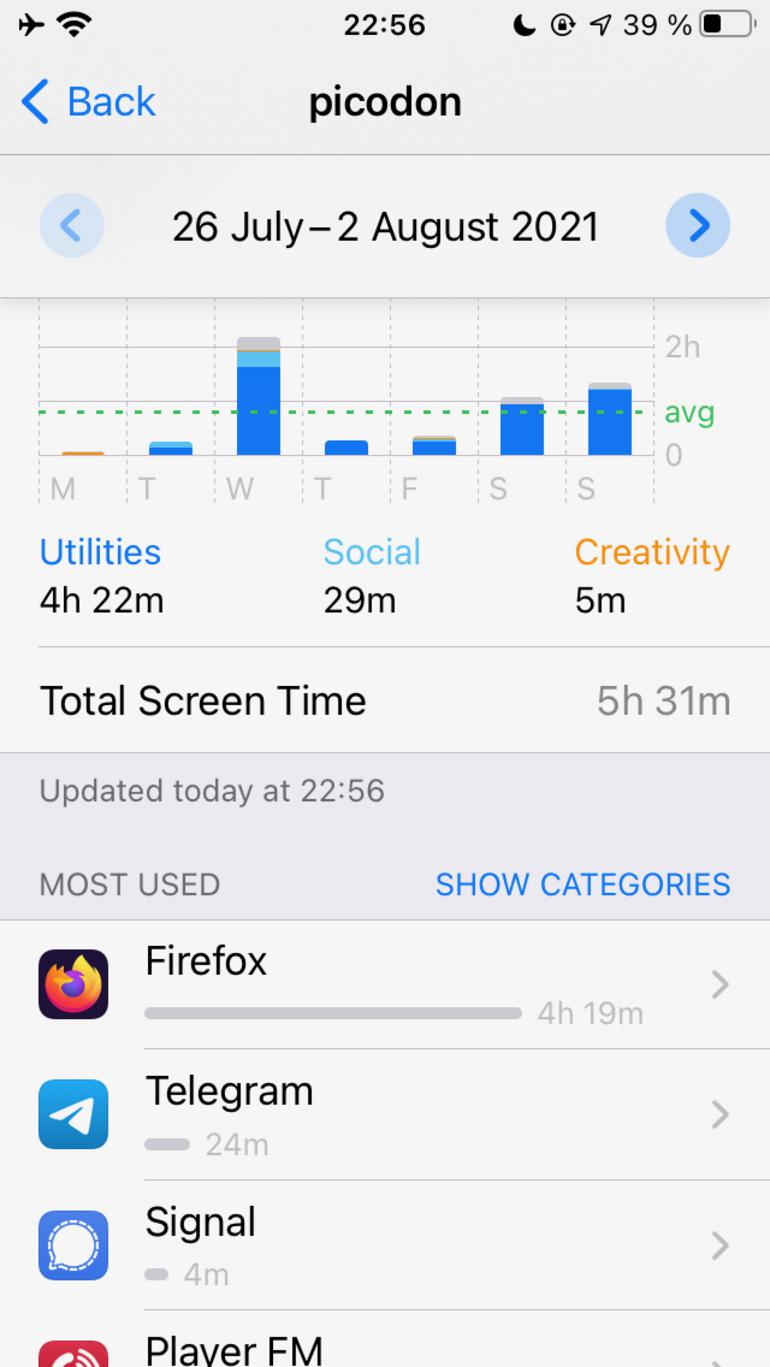 22:56 39 %
Back picodon
26 July – 2 August 2021
2h
avg
0
M T W T F S S
Utilities Social Creativity
4h 22m 29m 5m
Total Screen Time 5h 31m
Updated today at 22:56
MOST USED SHOW CATEGORIES
Firefox
4h 19m
Telegram
24m
Signal
4m
Player FM